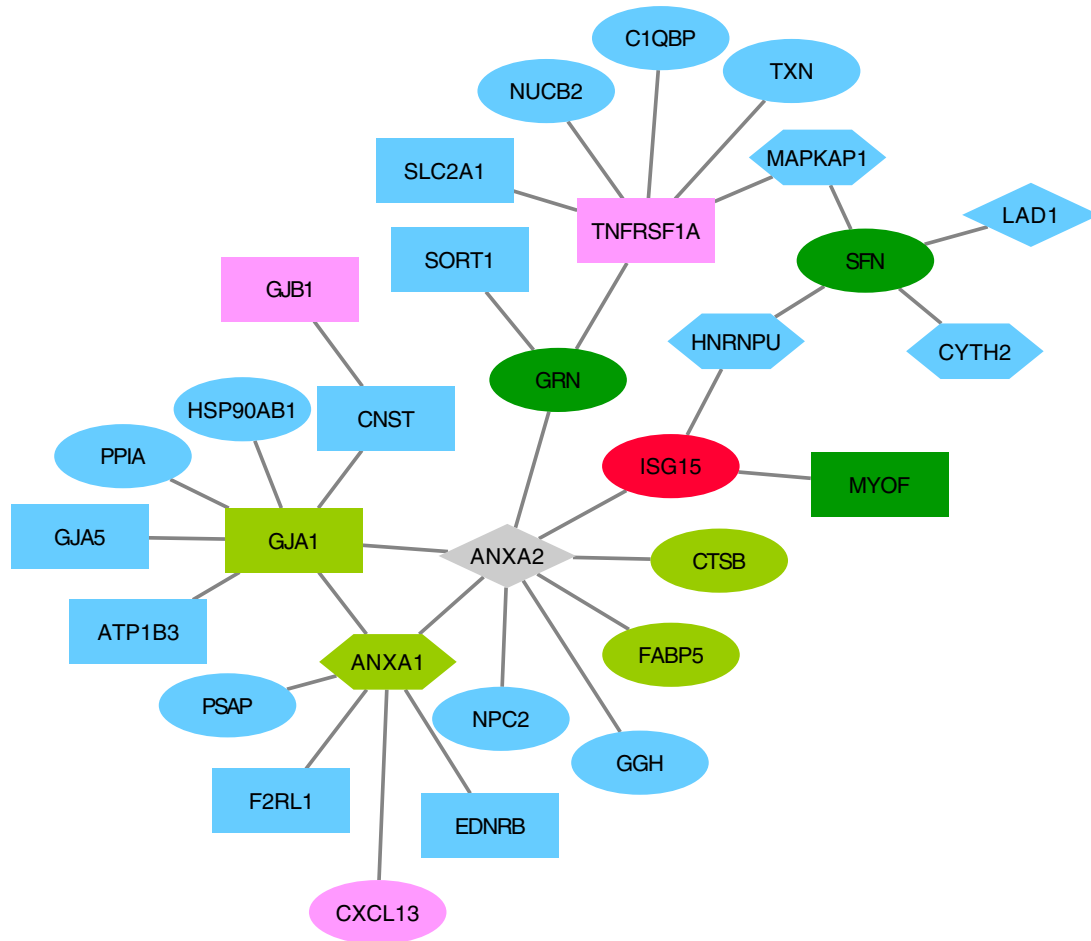 C1QBP
TXN
NUCB2
MAPKAP1
SLC2A1
LAD1
TNFRSF1A
SORT1
SFN
GJB1
HNRNPU
CYTH2
GRN
HSP90AB1
CNST
PPIA
ISG15
MYOF
GJA5
GJA1
ANXA2
CTSB
ATP1B3
FABP5
ANXA1
PSAP
NPC2
GGH
F2RL1
EDNRB
CXCL13